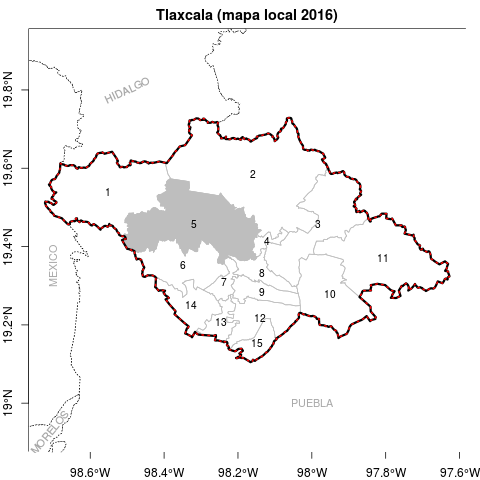 Tlaxcala (mapa local 2016)
HIDALGO
19.8°N
19.6°N
19.4°N
19.2°N
19°N
MEXICO
MORELOS
PUEBLA
1
2
3
4
5
6
7
8
9
10
11
12
13
14
15
98.6°W 98.4°W 98.2°W 98°W 97.8°W 97.6°W